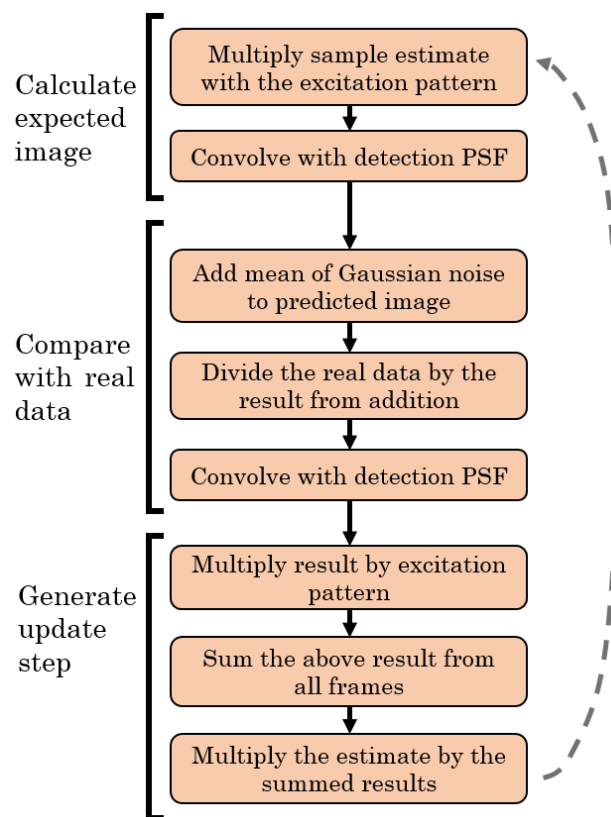 Calculate
expected
image
Multiply sample estimate
with the excitation pattern
Convolve with detection PSF
Compare
with real
data
Add mean of Gaussian noise
to predicted image
Divide the real data by the
result from addition
Convolve with detection PSF
Generate
update
step
Multiply result by excitation
pattern
Sum the above result from
all frames
Multiply the estimate by the
summed results